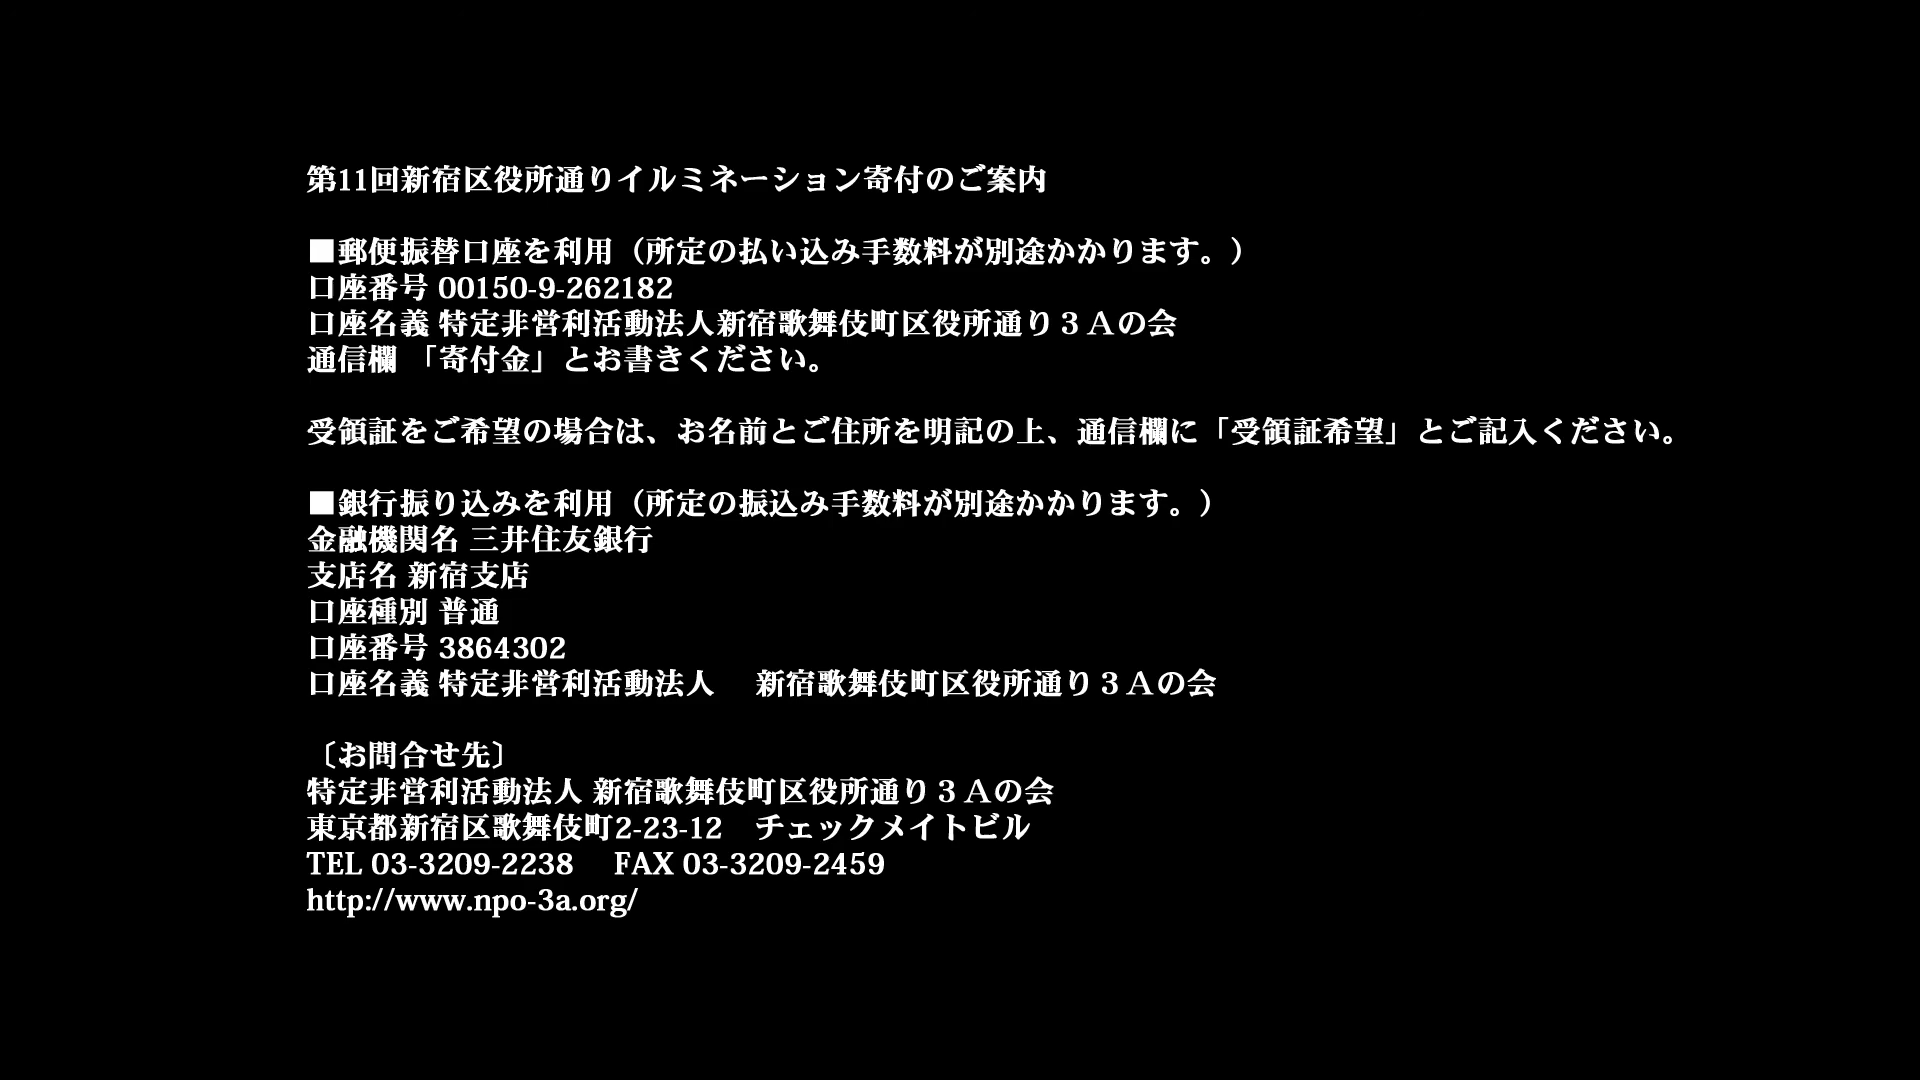 第11回新宿区役所通りイルミネーション寄付のご案内
■郵便振替口座を利用（所定の払い込み手数料が別途かかります。）
口座番号 00150-9-262182
口座名義 特定非営利活動法人新宿歌舞伎町区役所通り３Ａの会
通信欄 「寄付金」とお書きください。
受領証をご希望の場合は、お名前とご住所を明記の上、通信欄に「受領証希望」とご記入ください。
■銀行振り込みを利用（所定の振込み手数料が別途かかります。）
金融機関名 三井住友銀行
支店名 新宿支店
口座種別 普通
口座番号 3864302
口座名義 特定非営利活動法人　新宿歌舞伎町区役所通り３Ａの会
〔お問合せ先〕
特定非営利活動法人 新宿歌舞伎町区役所通り３Ａの会
東京都新宿区歌舞伎町2-23-12　チェックメイトビル
TEL 03-3209-2238　FAX 03-3209-2459
http://www.npo-3a.org/